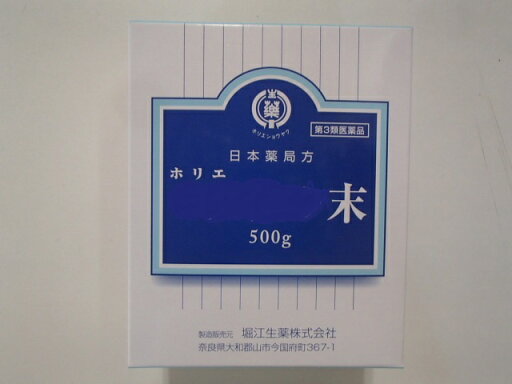 生
薬
ホリエショウヤク
第3類医薬品
日本薬局方
ホリエ
末
500g
製造販売元 堀江生薬株式会社
奈良県大和郡山市今国府町367-1